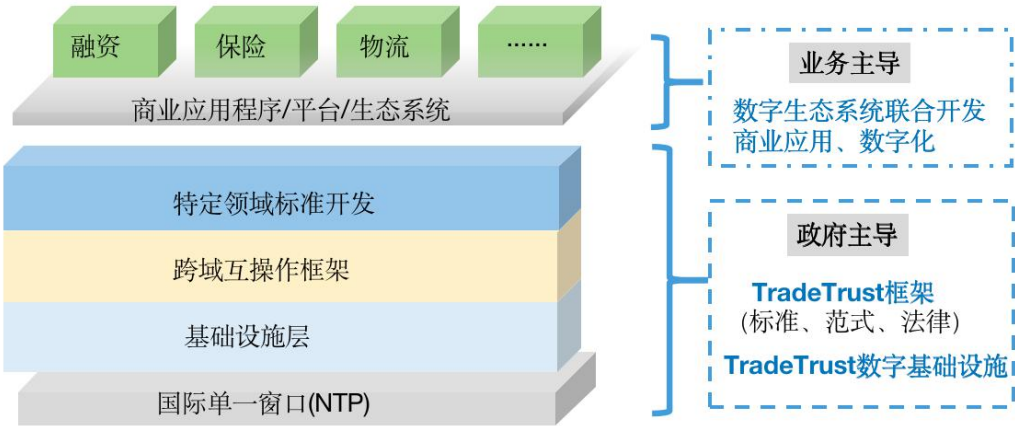 融资
保险
物流
……
商业应用程序/平台/生态系统
特定领域标准开发
跨域互操作框架
基础设施层
国际单一窗口(NTP)
业务主导
数字生态系统联合开发
商业应用、数字化
政府主导
TradeTrust框架
(标准、范式、法律)
TradeTrust数字基础设施